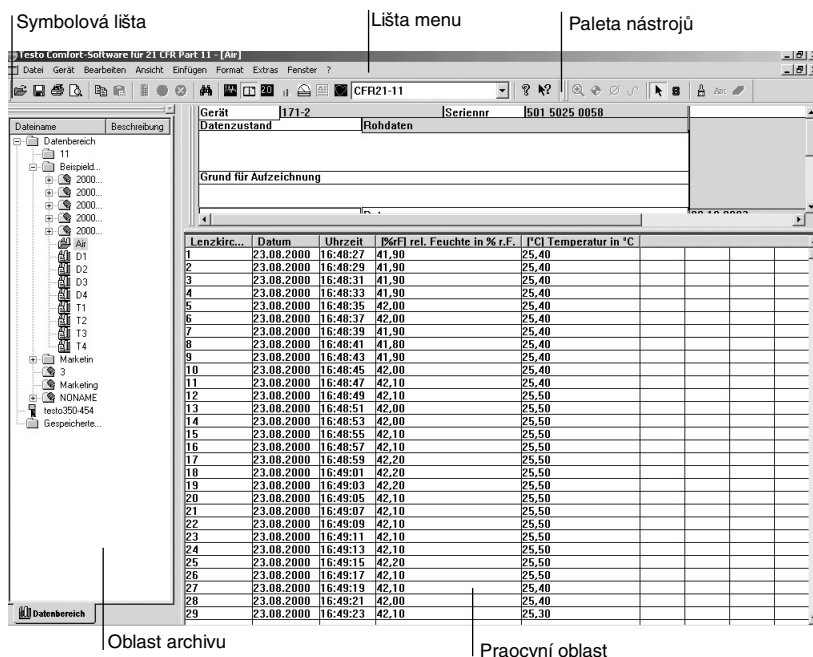 Symbolová lišta
Lišta menu
Paleta nástrojů
Testo Comfort-Software für 21 CFR Part 11 - [Air]
Datei Gerät Bearbeiten Ansicht Einfügen Format Extras Fenster ?
CFR21-11
Abc
Dateiname Beschreibung
Datenbereich
11
Beispield...
2000...
2000...
2000...
2000...
2000...
Air
D1
D2
D3
D4
T1
T2
T3
T4
Marketin
3
Marketing
NONAME
testo350-454
Gespeicherte...
Datenbereich
Gerät 171-2 Seriennr 501 5025 0058
Datenzustand Rohdaten
Grund für Aufzeichnung
Lenzkirc... Datum Uhrzeit [%rF] rel. Feuchte in % r.F. [°C] Temperatur in °C
1 23.08.2000 16:48:27 41,90 25,40
2 23.08.2000 16:48:29 41,90 25,40
3 23.08.2000 16:48:31 41,90 25,40
4 23.08.2000 16:48:33 41,90 25,40
5 23.08.2000 16:48:35 42,00 25,40
6 23.08.2000 16:48:37 42,00 25,40
7 23.08.2000 16:48:39 41,90 25,40
8 23.08.2000 16:48:41 41,80 25,40
9 23.08.2000 16:48:43 41,90 25,40
10 23.08.2000 16:48:45 42,00 25,40
11 23.08.2000 16:48:47 42,10 25,40
12 23.08.2000 16:48:49 42,10 25,50
13 23.08.2000 16:48:51 42,00 25,50
14 23.08.2000 16:48:53 42,00 25,50
15 23.08.2000 16:48:55 42,10 25,50
16 23.08.2000 16:48:57 42,10 25,50
17 23.08.2000 16:48:59 42,20 25,50
18 23.08.2000 16:49:01 42,20 25,50
19 23.08.2000 16:49:03 42,20 25,50
20 23.08.2000 16:49:05 42,10 25,50
21 23.08.2000 16:49:07 42,10 25,50
22 23.08.2000 16:49:09 42,10 25,50
23 23.08.2000 16:49:11 42,10 25,50
24 23.08.2000 16:49:13 42,10 25,50
25 23.08.2000 16:49:15 42,20 25,50
26 23.08.2000 16:49:17 42,10 25,50
27 23.08.2000 16:49:19 42,10 25,40
28 23.08.2000 16:49:21 42,00 25,40
29 23.08.2000 16:49:23 42,10 25,30
Oblast archivu
Praocvní oblast